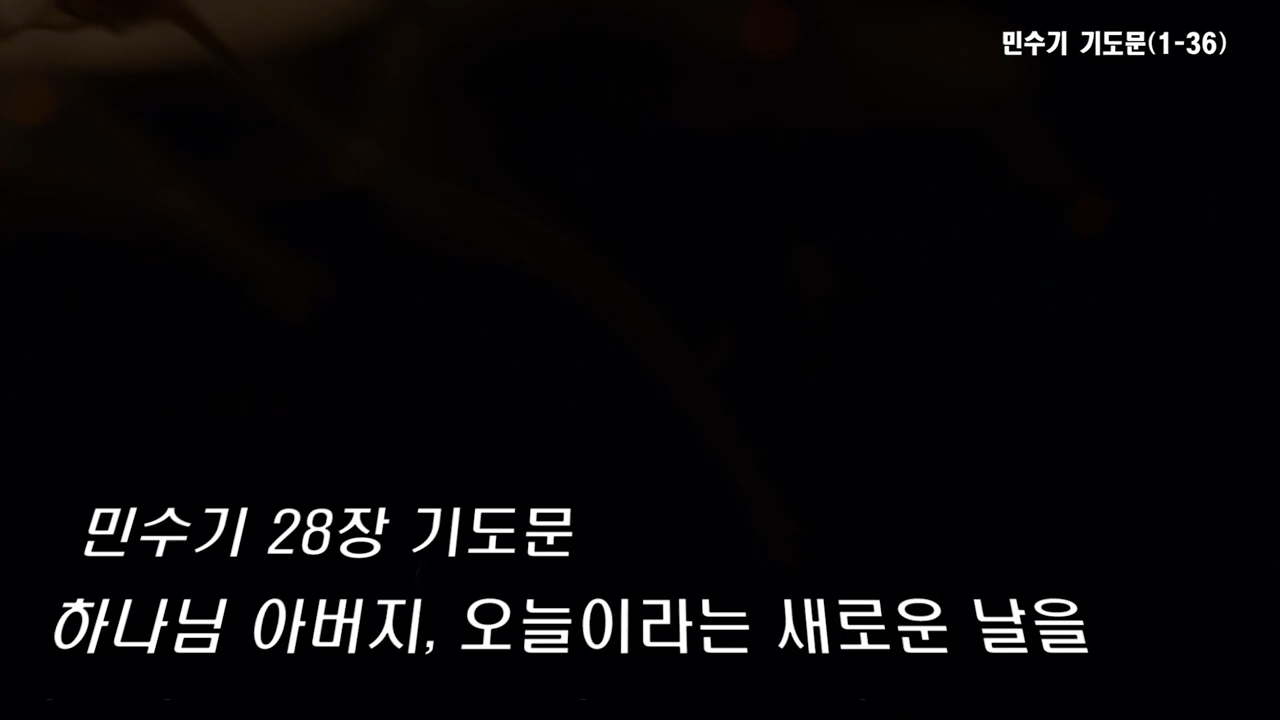 민수기 기도문(1-36)
민수기 28장 기도문
하나님 아버지, 오늘이라는 새로운 날을